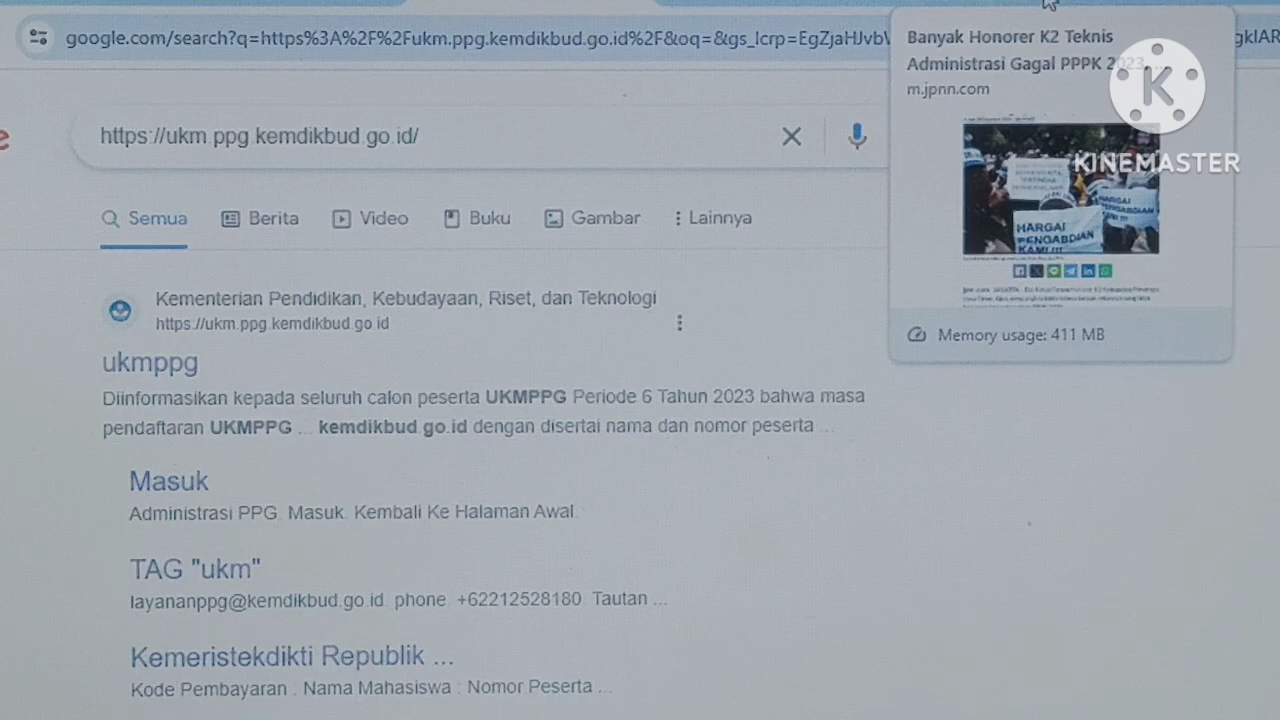 google.com/search?q=https%3A%2F%2Fukm.ppg.kemdikbud.go.id%2F&oq=&gs_lcrp=EgZjaHJvb
Banyak Honorer K2 Teknis
Administrasi Gagal PPPK 2023, ...
m.jpnn.com
KINEMASTER
https://ukm.ppg.kemdikbud.go.id/
Semua
Berita
Video
Buku
Gambar
Lainnya
HARGAI
PENGABDIAN
KAMI !!!
HARGAI
PENGABDIAN
Memory usage: 411 MB
Kementerian Pendidikan, Kebudayaan, Riset, dan Teknologi
https://ukm.ppg.kemdikbud.go.id
ukmppg
Diinformasikan kepada seluruh calon peserta UKMPPG Periode 6 Tahun 2023 bahwa masa
pendaftaran UKMPPG ... kemdikbud.go.id dengan disertai nama dan nomor peserta ...
Masuk
Administrasi PPG. Masuk. Kembali Ke Halaman Awal.
TAG "ukm"
layananppg@kemdikbud.go.id. phone. +62212528180. Tautan ...
Kemeristekdikti Republik ...
Kode Pembayaran : Nama Mahasiswa : Nomor Peserta ...